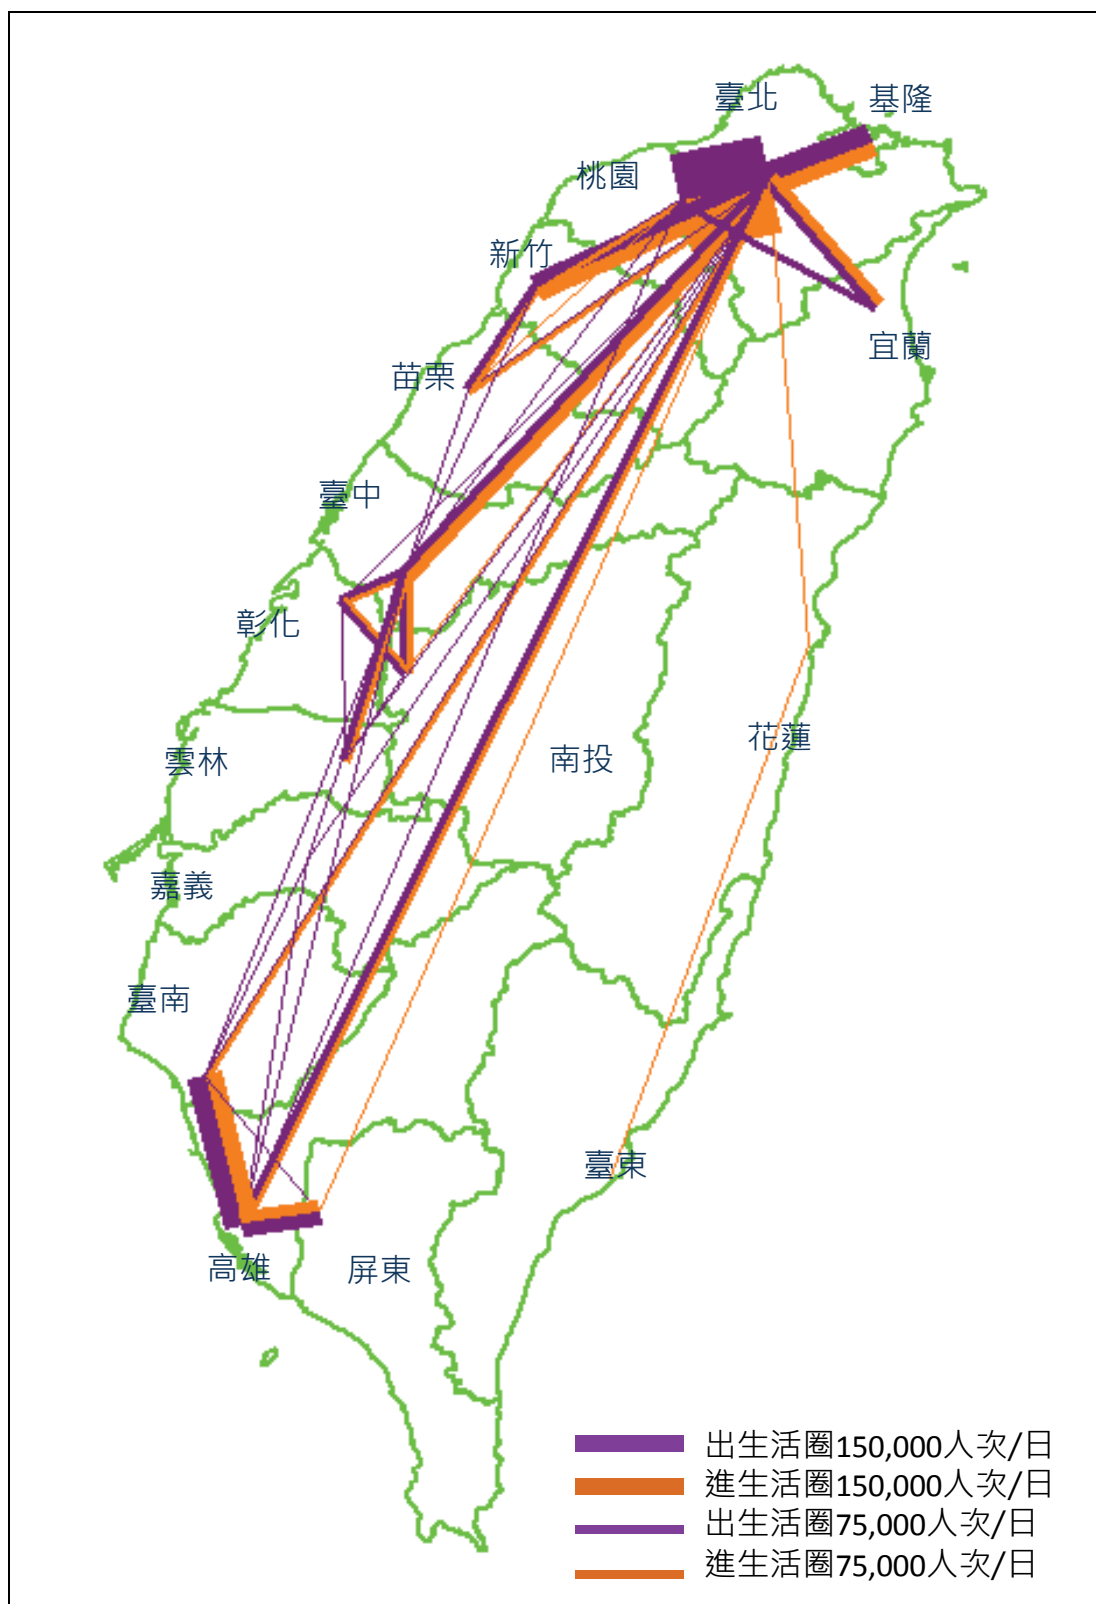 臺北
基隆
桃園
新竹
宜蘭
苗栗
臺中
彰化
花蓮
雲林
南投
嘉義
臺南
臺東
高雄
屏東
出生活圈150,000人次/日
進生活圈150,000人次/日
出生活圈75,000人次/日
進生活圈75,000人次/日